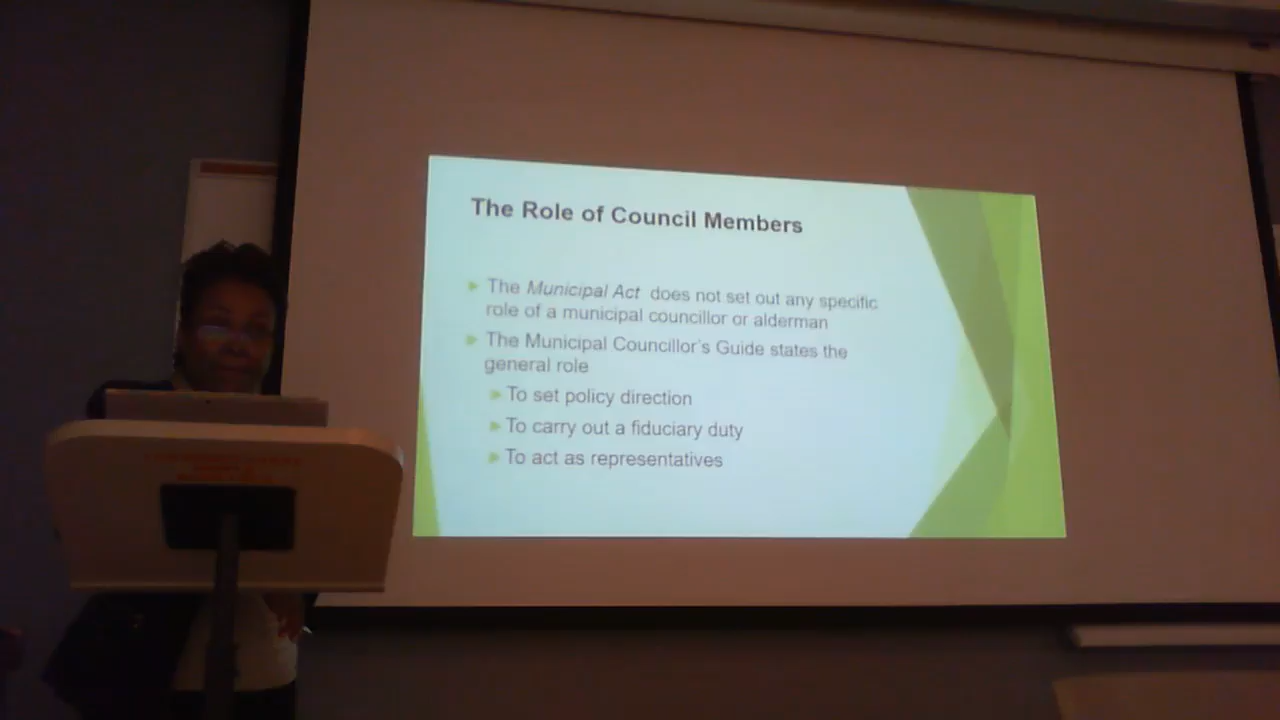 The Role of Council Members
The Municipal Act does not set out any specific
role of a municipal councillor or alderman
The Municipal Councillor's Guide states the
general role
To set policy direction
To carry out a fiduciary duty
To act as representatives